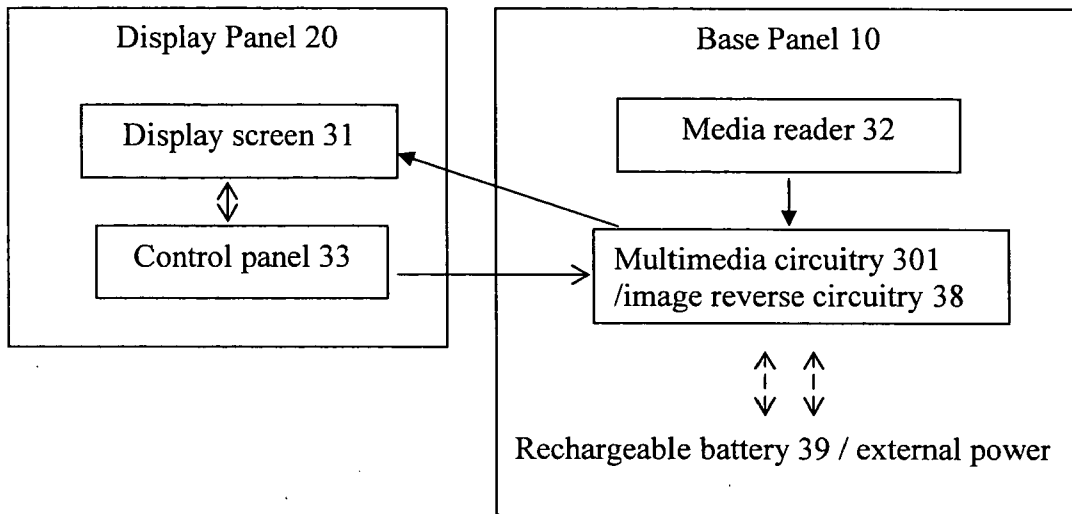 Display Panel 20
Display screen 31
Control panel 33
Base Panel 10
Media reader 32
Multimedia circuitry 301
/image reverse circuitry 38
Rechargeable battery 39 / external power